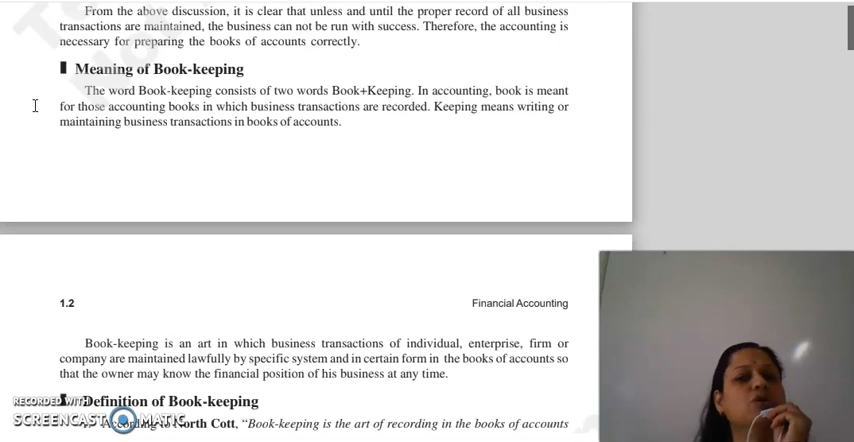 From the above discussion, it is clear that unless and until the proper record of all business
transactions are maintained, the business can not be run with success. Therefore, the accounting is
necessary for preparing the books of accounts correctly.
Meaning of Book-keeping
The word Book-keeping consists of two words Book+Keeping. In accounting, book is meant
for those accounting books in which business transactions are recorded. Keeping means writing or
maintaining business transactions in books of accounts.
1.2 Financial Accounting
Book-keeping is an art in which business transactions of individual, enterprise, firm or
company are maintained lawfully by specific system and in certain form in the books of accounts so
that the owner may know the financial position of his business at any time.
Definition of Book-keeping
RECORDED WITH
North Cott, “Book-keeping is the art of recording in the books of accounts
SCREENCAST MATIC